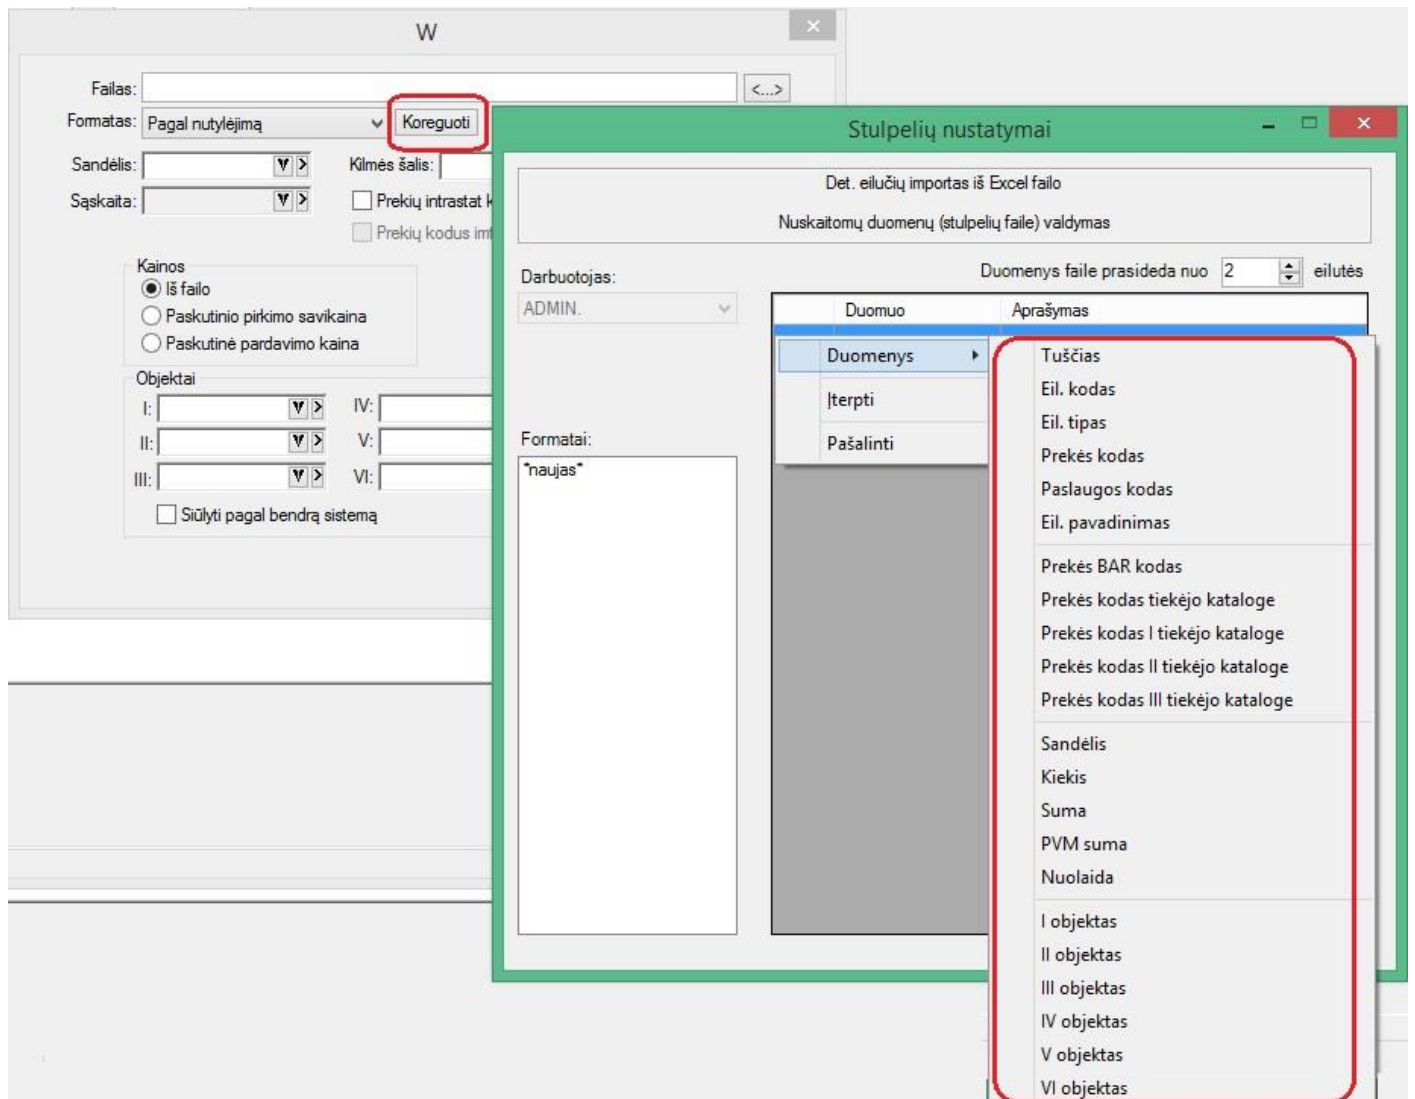 W
Failas:
<...>
Formatas: Pagal nutylėjimą Koreguoti
Sandėlis: Kilmės šalis:
Sąskaita: Prekių intrastat k
Prekių kodus imt
Kainos
Iš failo
Paskutinio pirkimo savikaina
Paskutinė pardavimo kaina
Objektai
I: IV:
II: V:
III: VI:
Siūlyti pagal bendrą sistemą
Stulpelių nustatymai
Det. eilučių importas iš Excel failo
Nuskaitomų duomenų (stulpelių faile) valdymas
Darbuotojas:
ADMIN.
Duomenys faile prasideda nuo 2 eilutės
Duomuo Aprašymas
Formatai:
*naujas*
Duomenys
Įterpti
Pašalinti
Tuščias
Eil. kodas
Eil. tipas
Prekės kodas
Paslaugos kodas
Eil. pavadinimas
Prekės BAR kodas
Prekės kodas tiekėjo kataloge
Prekės kodas I tiekėjo kataloge
Prekės kodas II tiekėjo kataloge
Prekės kodas III tiekėjo kataloge
Sandėlis
Kiekis
Suma
PVM suma
Nuolaida
I objektas
II objektas
III objektas
IV objektas
V objektas
VI objektas